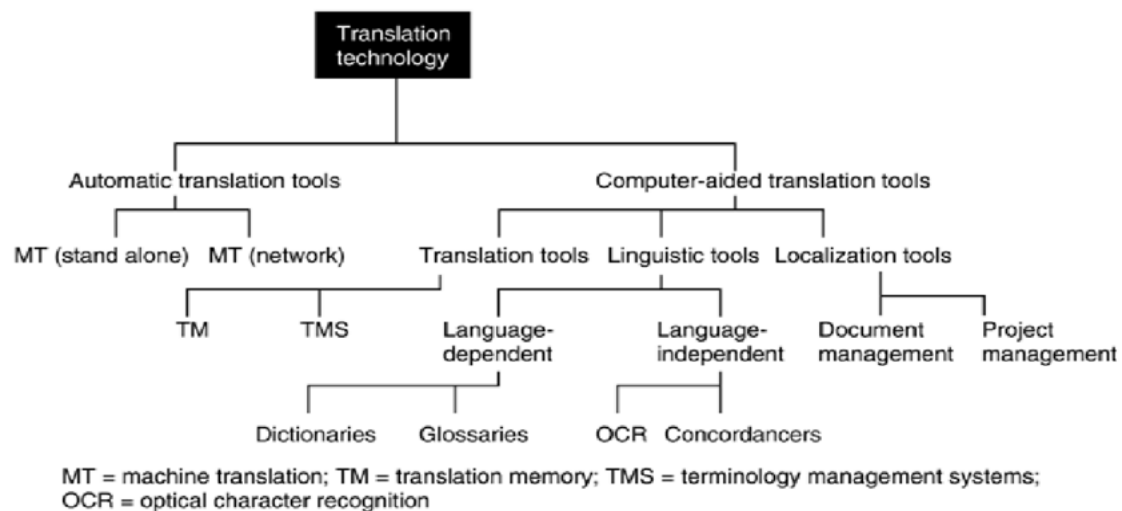 Translation
technology
Automatic translation tools
Computer-aided translation tools
MT (stand alone)
MT (network)
Translation tools
Linguistic tools
Localization tools
TM
TMS
Language-
dependent
Language-
independent
Document
management
Project
management
Dictionaries
Glossaries
OCR
Concordancers
MT = machine translation; TM = translation memory; TMS = terminology management systems;
OCR = optical character recognition